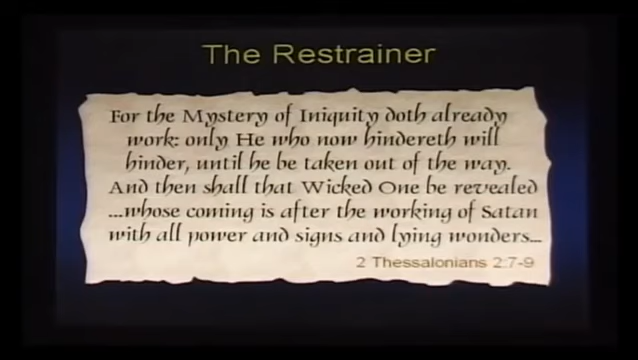 The Restrainer
For the Mystery of Iniquity doth already
work: only He who now hindereth will
hinder, until he be taken out of the way.
And then shall that Wicked One be revealed
...whose coming is after the working of Satan
with all power and signs and lying wonders...
2 Thessalonians 2:7-9